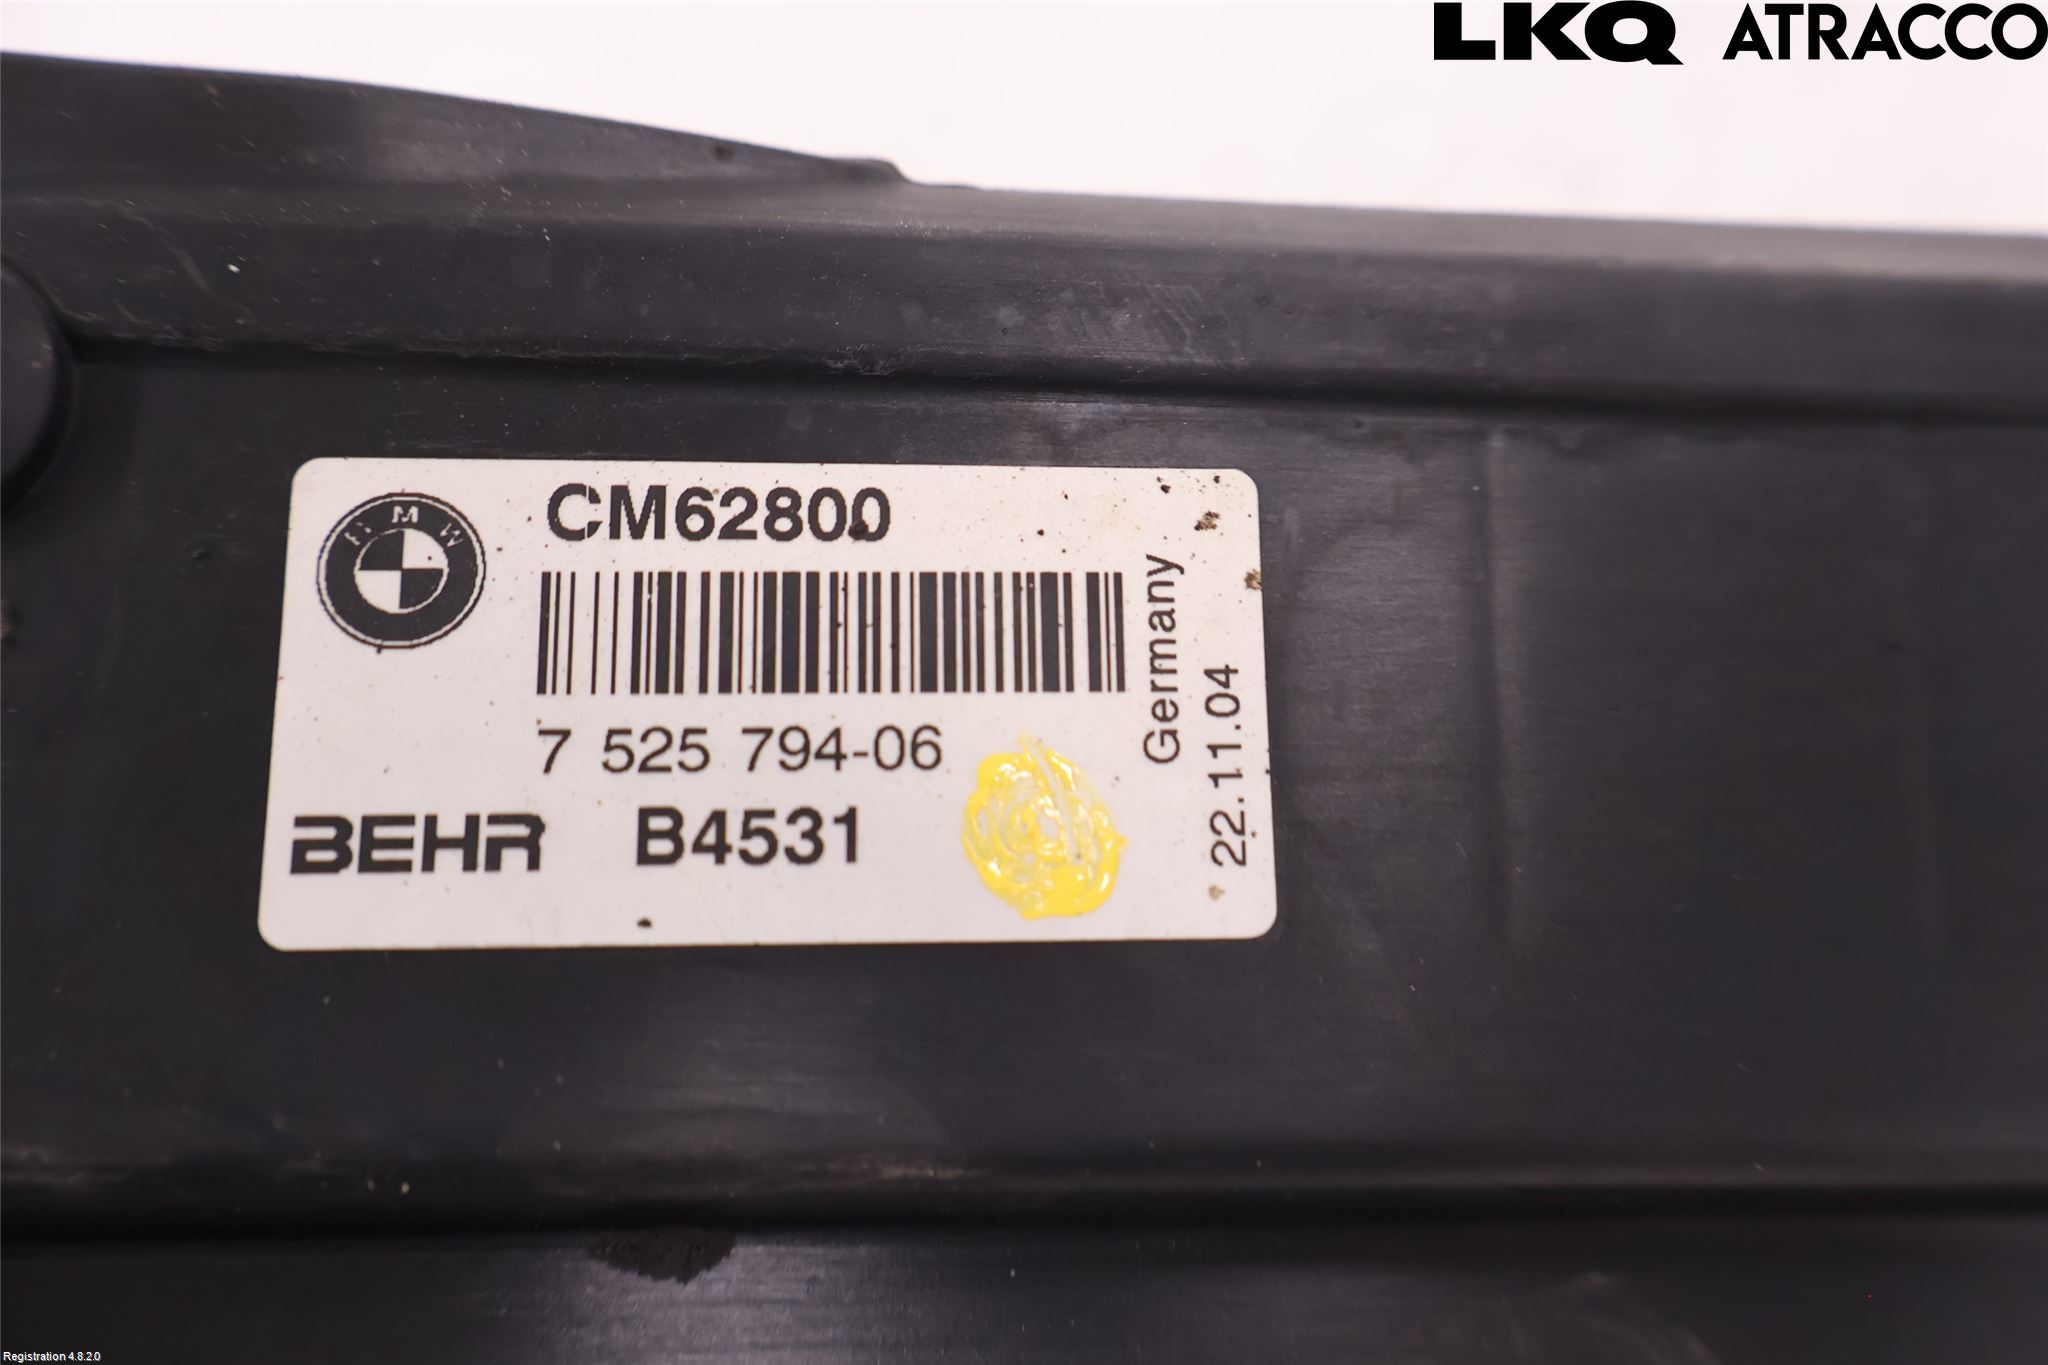 LKQ ATRACCO
BMW
CM62800
7 525 794-06
BEHR B4531
Germany
22.11.04
Registration 4.8.2.0